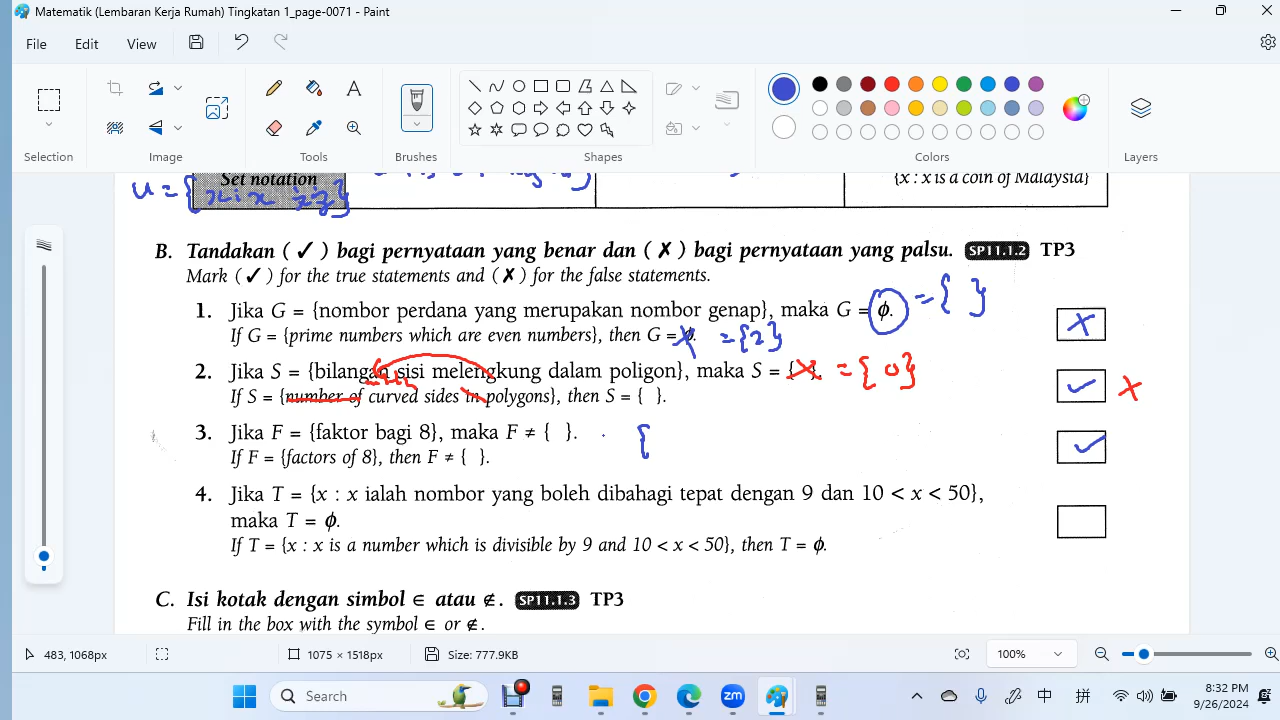 Matematik (Lembaran Kerja Rumah) Tingkatan 1_page-0071 - Paint
File Edit View
Selection Image Tools Brushes Shapes Colors Layers
Set notation
{x : x is a coin of Malaysia}
u = {
B. Tandakan (✓) bagi pernyataan yang benar dan (✗) bagi pernyataan yang palsu. SP11.1.2 TP3
Mark (✓) for the true statements and (✗) for the false statements.
1. Jika G = {nombor perdana yang merupakan nombor genap}, maka G = ϕ. = { }
If G = {prime numbers which are even numbers}, then G = ϕ. = {2}
✗
2. Jika S = {bilangan sisi melengkung dalam poligon}, maka S = { }. = { 0}
If S = {number of curved sides in polygons}, then S = { }.
✓ ✗
3. Jika F = {faktor bagi 8}, maka F ≠ { }. {
If F = {factors of 8}, then F ≠ { }.
✓
4. Jika T = {x : x ialah nombor yang boleh dibahagi tepat dengan 9 dan 10 < x < 50},
maka T = ϕ.
If T = {x : x is a number which is divisible by 9 and 10 < x < 50}, then T = ϕ.
C. Isi kotak dengan simbol ∈ atau ∉. SP11.1.3 TP3
Fill in the box with the symbol ∈ or ∉.
483, 1068px 1075 × 1518px Size: 777.9KB 100%
Search zm 中 拼 8:32 PM
9/26/2024